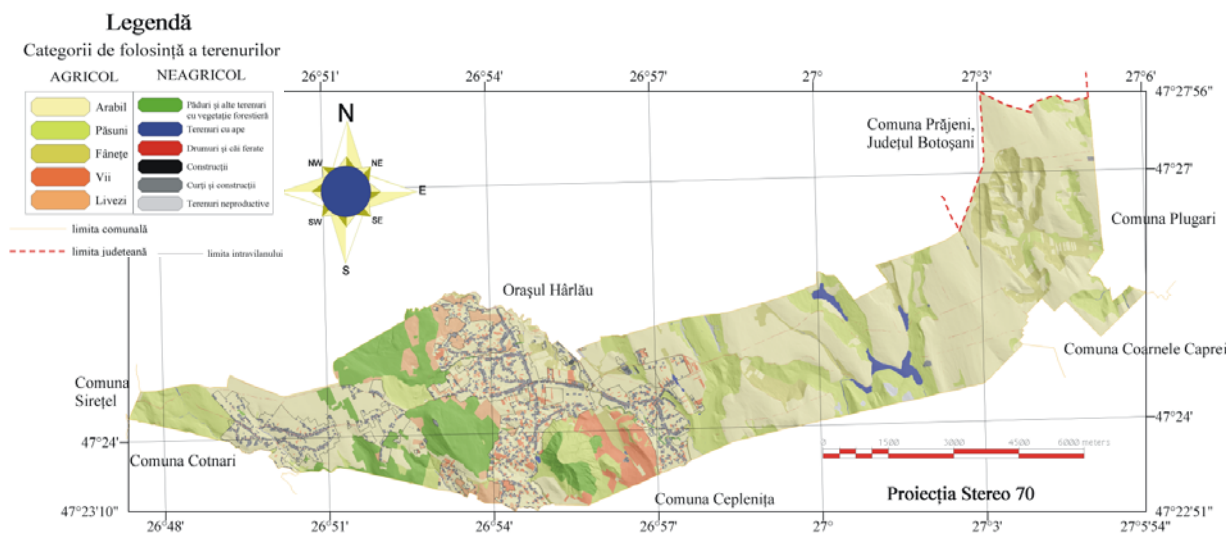 Legendă
Categorii de folosință a terenurilor
AGRICOL
NEAGRICOL
Arabil
Păsuni
Fânețe
Vii
Livezi
Păduri și alte terenuri
cu vegetație forestieră
Terenuri cu ape
Drumuri și căi ferate
Construcții
Curți și construcții
Terenuri neproductive
limita comunală
limita județeană
limita intravilanului
N
NE
E
SE
S
SW
NW
26°51'
26°54'
26°57'
27°
27°3'
27°6'
47°27'56"
47°27'
47°24'
47°22'51"
Comuna Prăjeni,
Județul Botoșani
Comuna Plugari
Orașul Hârlău
Comuna Coarnele Caprei
Comuna
Sirețel
47°24'
Comuna Cotnari
Comuna Ceplenița
0 1500 3000 4500 6000 meters
Proiecția Stereo 70
47°23'10"
26°48'
26°51'
26°54'
26°57'
27°
27°3'
27°5'54"